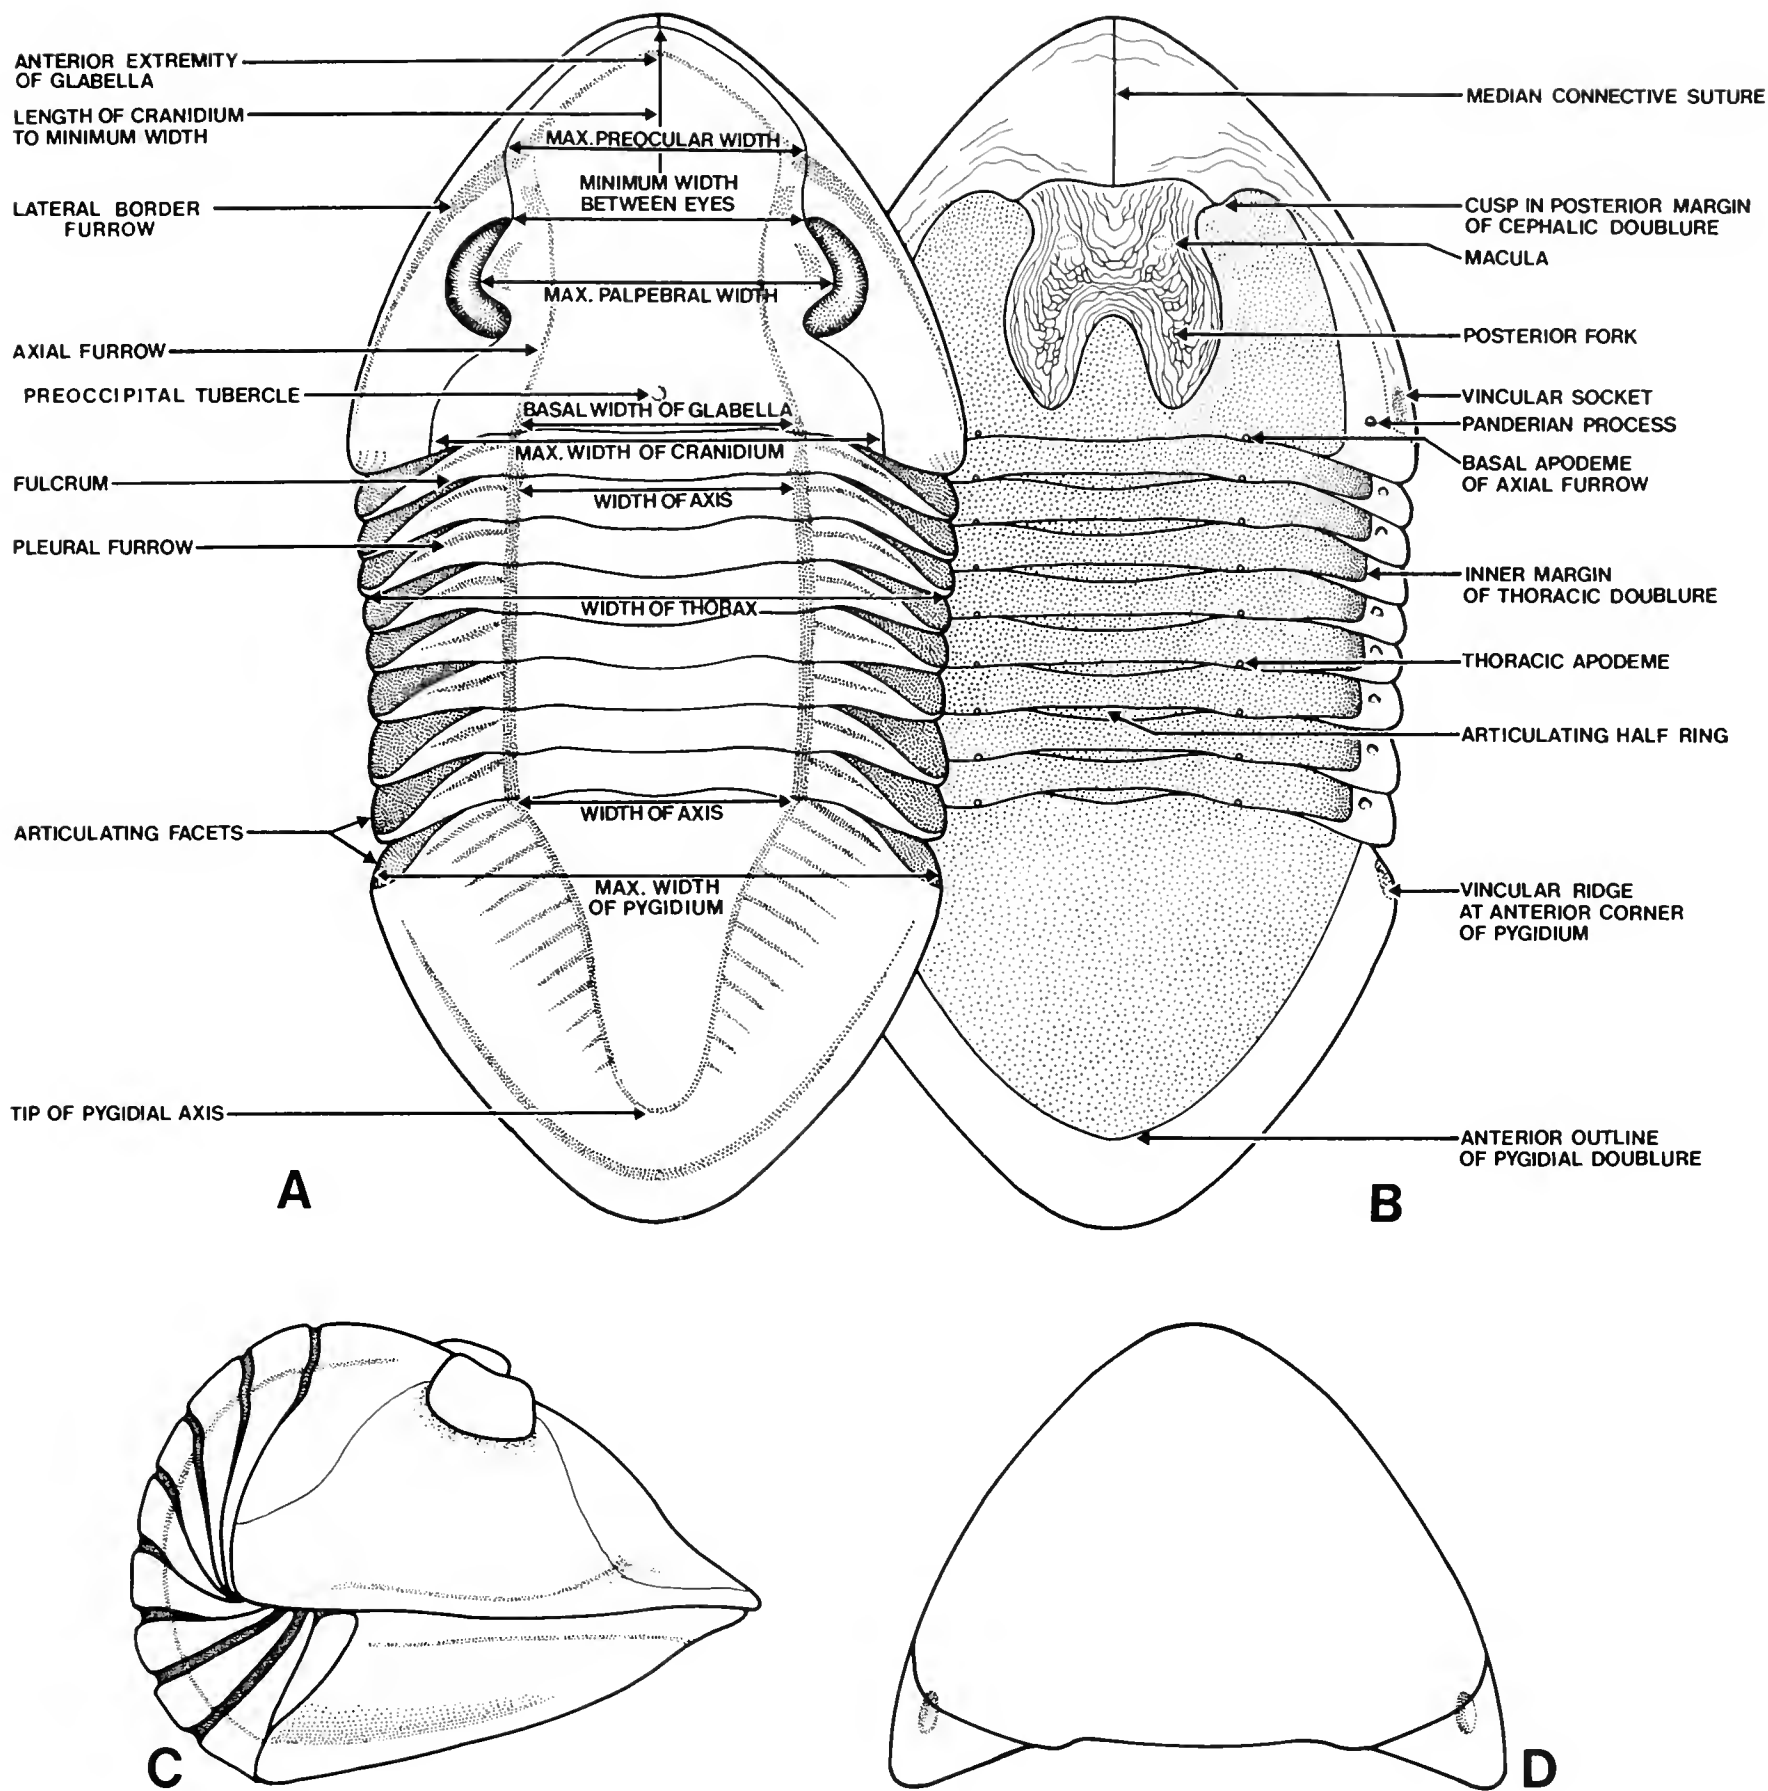 ANTERIOR EXTREMITY
OF GLABELLA
LENGTH OF CRANIDIUM
TO MINIMUM WIDTH
LATERAL BORDER
FURROW
AXIAL FURROW
PREOCCIPITAL TUBERCLE
FULCRUM
PLEURAL FURROW
ARTICULATING FACETS
TIP OF PYGIDIAL AXIS
MAX. PREOCULAR WIDTH
MINIMUM WIDTH
BETWEEN EYES
MAX. PALPEBRAL WIDTH
BASAL WIDTH OF GLABELLA
MAX. WIDTH OF CRANIDIUM
WIDTH OF AXIS
WIDTH OF THORAX
WIDTH OF AXIS
MAX. WIDTH
OF PYGIDIUM
A
MEDIAN CONNECTIVE SUTURE
CUSP IN POSTERIOR MARGIN
OF CEPHALIC DOUBLURE
MACULA
POSTERIOR FORK
VINCULAR SOCKET
PANDERIAN PROCESS
BASAL APODEME
OF AXIAL FURROW
INNER MARGIN
OF THORACIC DOUBLURE
THORACIC APODEME
ARTICULATING HALF RING
VINCULAR RIDGE
AT ANTERIOR CORNER
OF PYGIDIUM
ANTERIOR OUTLINE
OF PYGIDIAL DOUBLURE
B
C
D